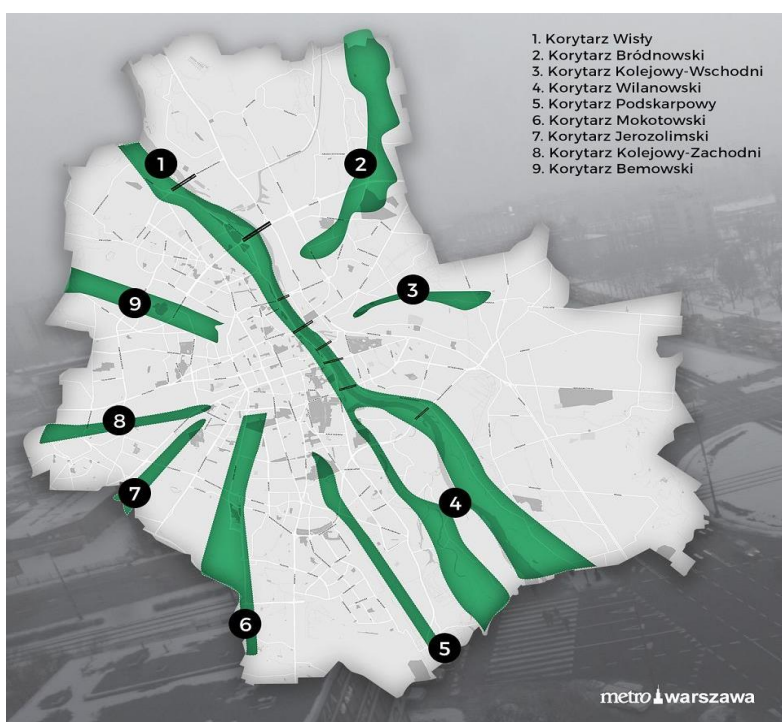 1. Korytarz Wisły
2. Korytarz Bródnowski
3. Korytarz Kolejowy-Wschodni
4. Korytarz Wilanowski
5. Korytarz Podskarpowy
6. Korytarz Mokotowski
7. Korytarz Jerozolimski
8. Korytarz Kolejowy-Zachodni
9. Korytarz Bemowski
1
2
3
9
8
7
4
6
5
metro warszawa